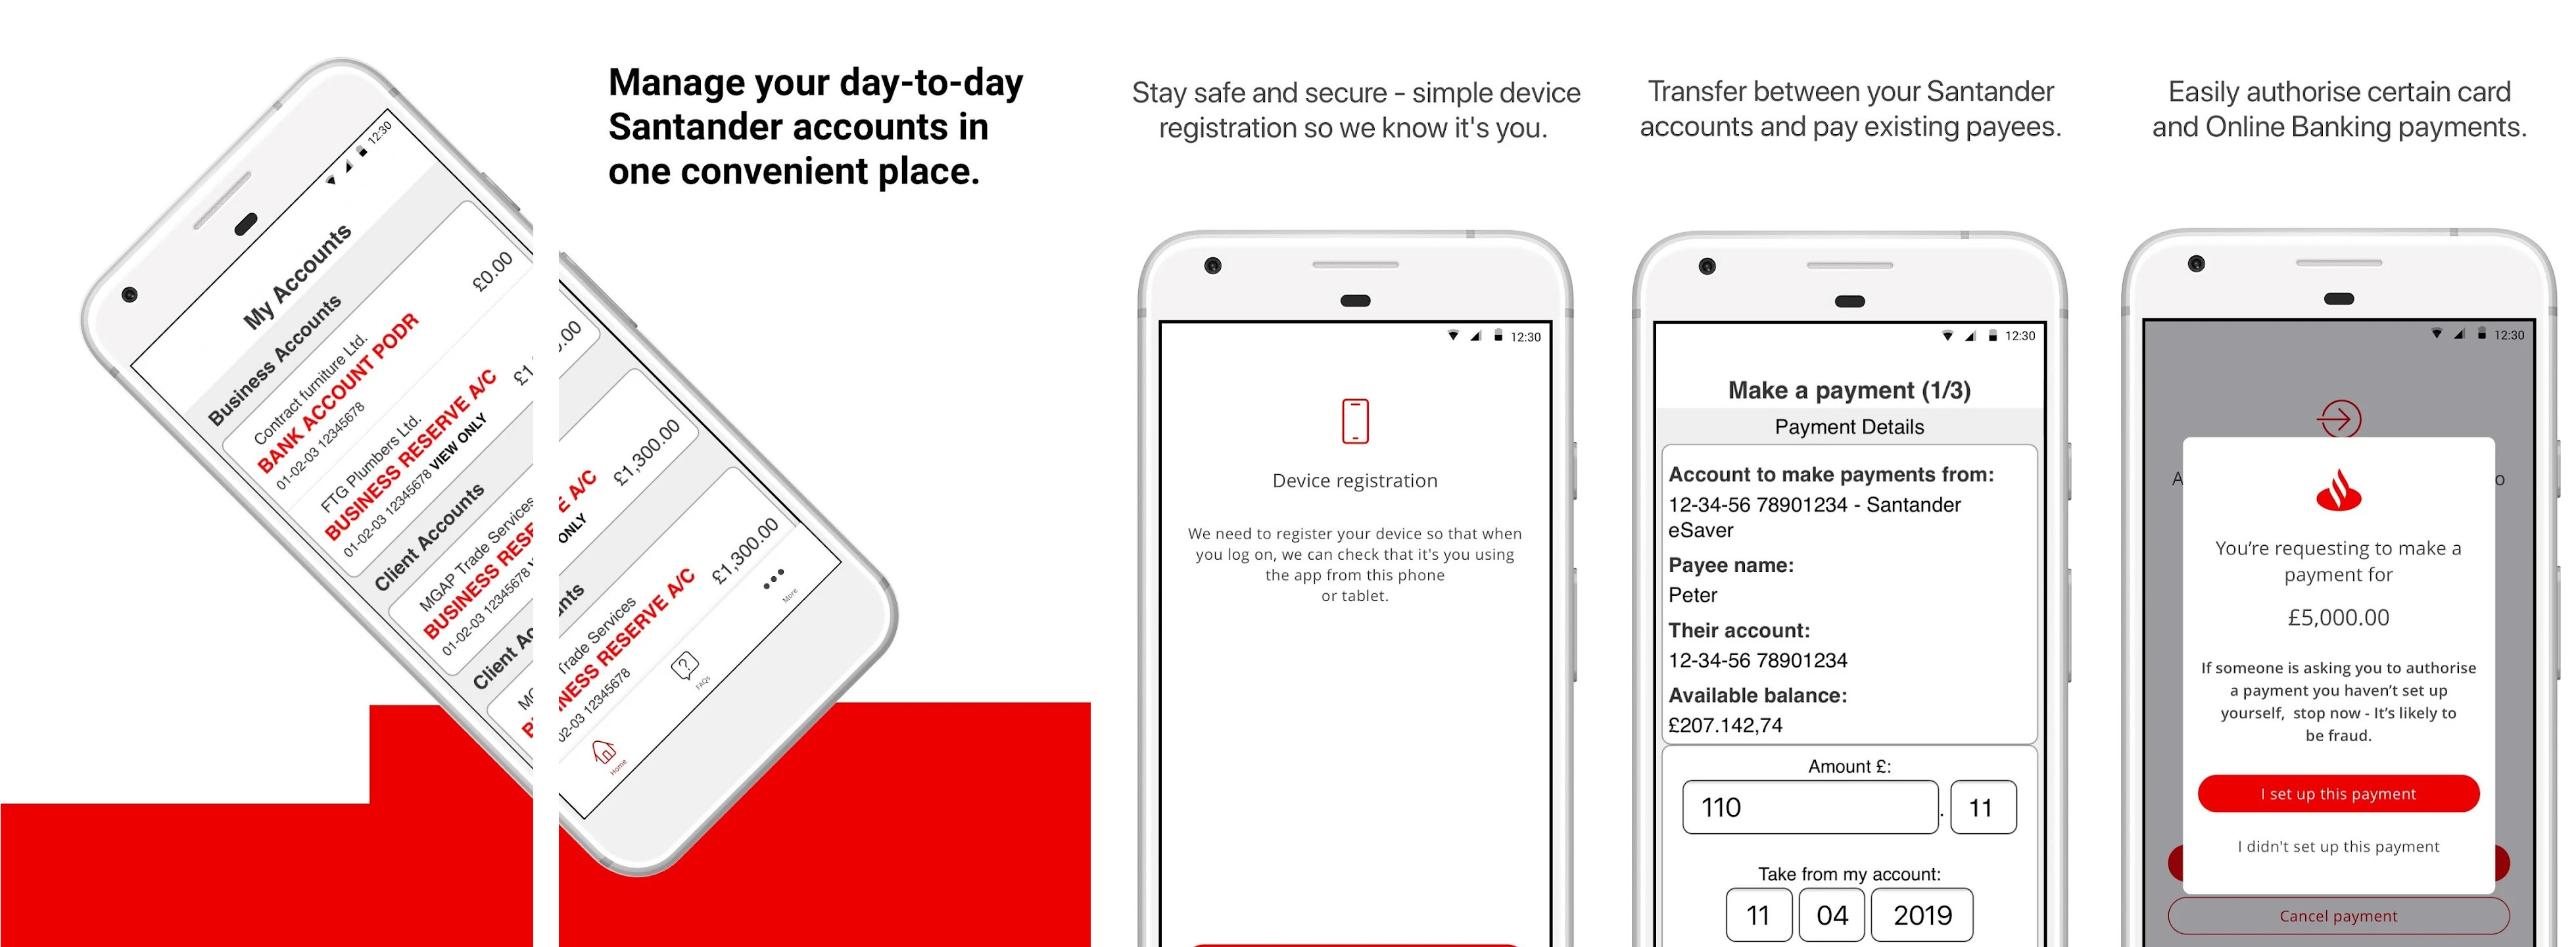 12:30
My Accounts
Business Accounts
Contract furniture Ltd.
BANK ACCOUNT PODR
£0.00
01-02-03 12345678
FTG Plumbers Ltd.
BUSINESS RESERVE A/C
£1
01-02-03 12345678 VIEW ONLY
Client Accounts
MGAP Trade Services
BUSINESS RESE
01-02-03 12345678
Client Ac
MG
Manage your day-to-day
Santander accounts in
one convenient place.
0.00
E A/C
£1,300.00
ONLY
nts
Trade Services
NESS RESERVE A/C
£1,300.00
02-03 12345678
Home
FAQs
More
Stay safe and secure - simple device
registration so we know it's you.
12:30
Device registration
We need to register your device so that when
you log on, we can check that it's you using
the app from this phone
or tablet.
Transfer between your Santander
accounts and pay existing payees.
12:30
Make a payment (1/3)
Payment Details
Account to make payments from:
12-34-56 78901234 - Santander
eSaver
Payee name:
Peter
Their account:
12-34-56 78901234
Available balance:
£207.142,74
Amount £:
110 . 11
Take from my account:
11 04 2019
Easily authorise certain card
and Online Banking payments.
12:30
A o
You're requesting to make a
payment for
£5,000.00
If someone is asking you to authorise
a payment you haven't set up
yourself, stop now - It's likely to
be fraud.
I set up this payment
I didn't set up this payment
Cancel payment